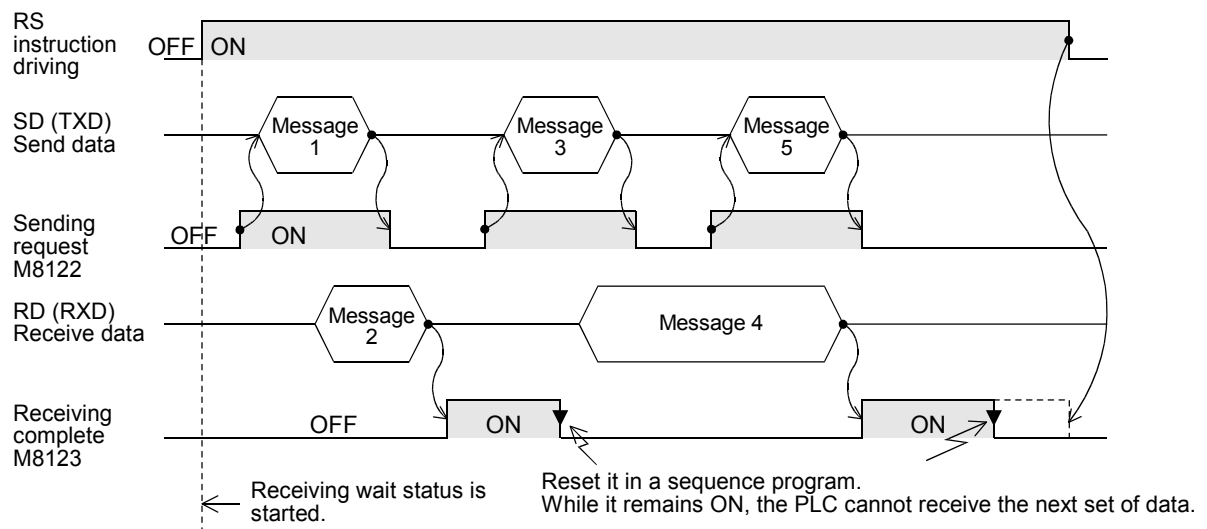 RS
instruction
driving
OFF
ON
SD (TXD)
Send data
Message
1
Message
3
Message
5
Sending
request
M8122
OFF
ON
RD (RXD)
Receive data
Message
2
Message 4
Receiving
complete
M8123
OFF
ON
ON
Receiving wait status is
started.
Reset it in a sequence program.
While it remains ON, the PLC cannot receive the next set of data.